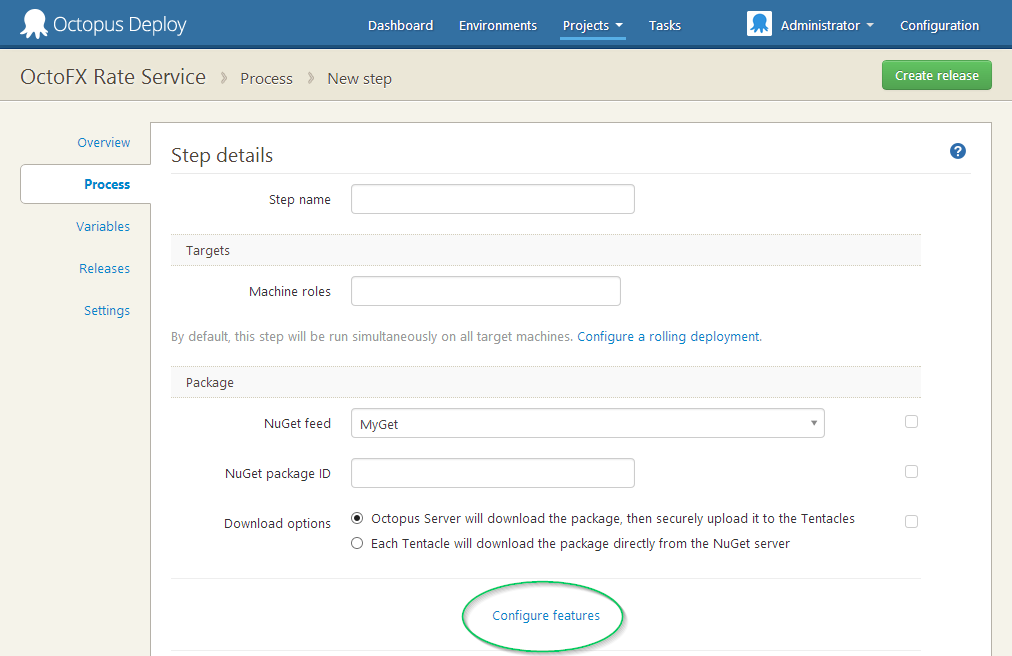 Octopus Deploy Dashboard Environments Projects Tasks Administrator Configuration
OctoFX Rate Service Process New step Create release
Overview
Process
Variables
Releases
Settings
Step details ?
Step name
Targets
Machine roles
By default, this step will be run simultaneously on all target machines. Configure a rolling deployment.
Package
NuGet feed MyGet
NuGet package ID
Download options Octopus Server will download the package, then securely upload it to the Tentacles
Each Tentacle will download the package directly from the NuGet server
Configure features